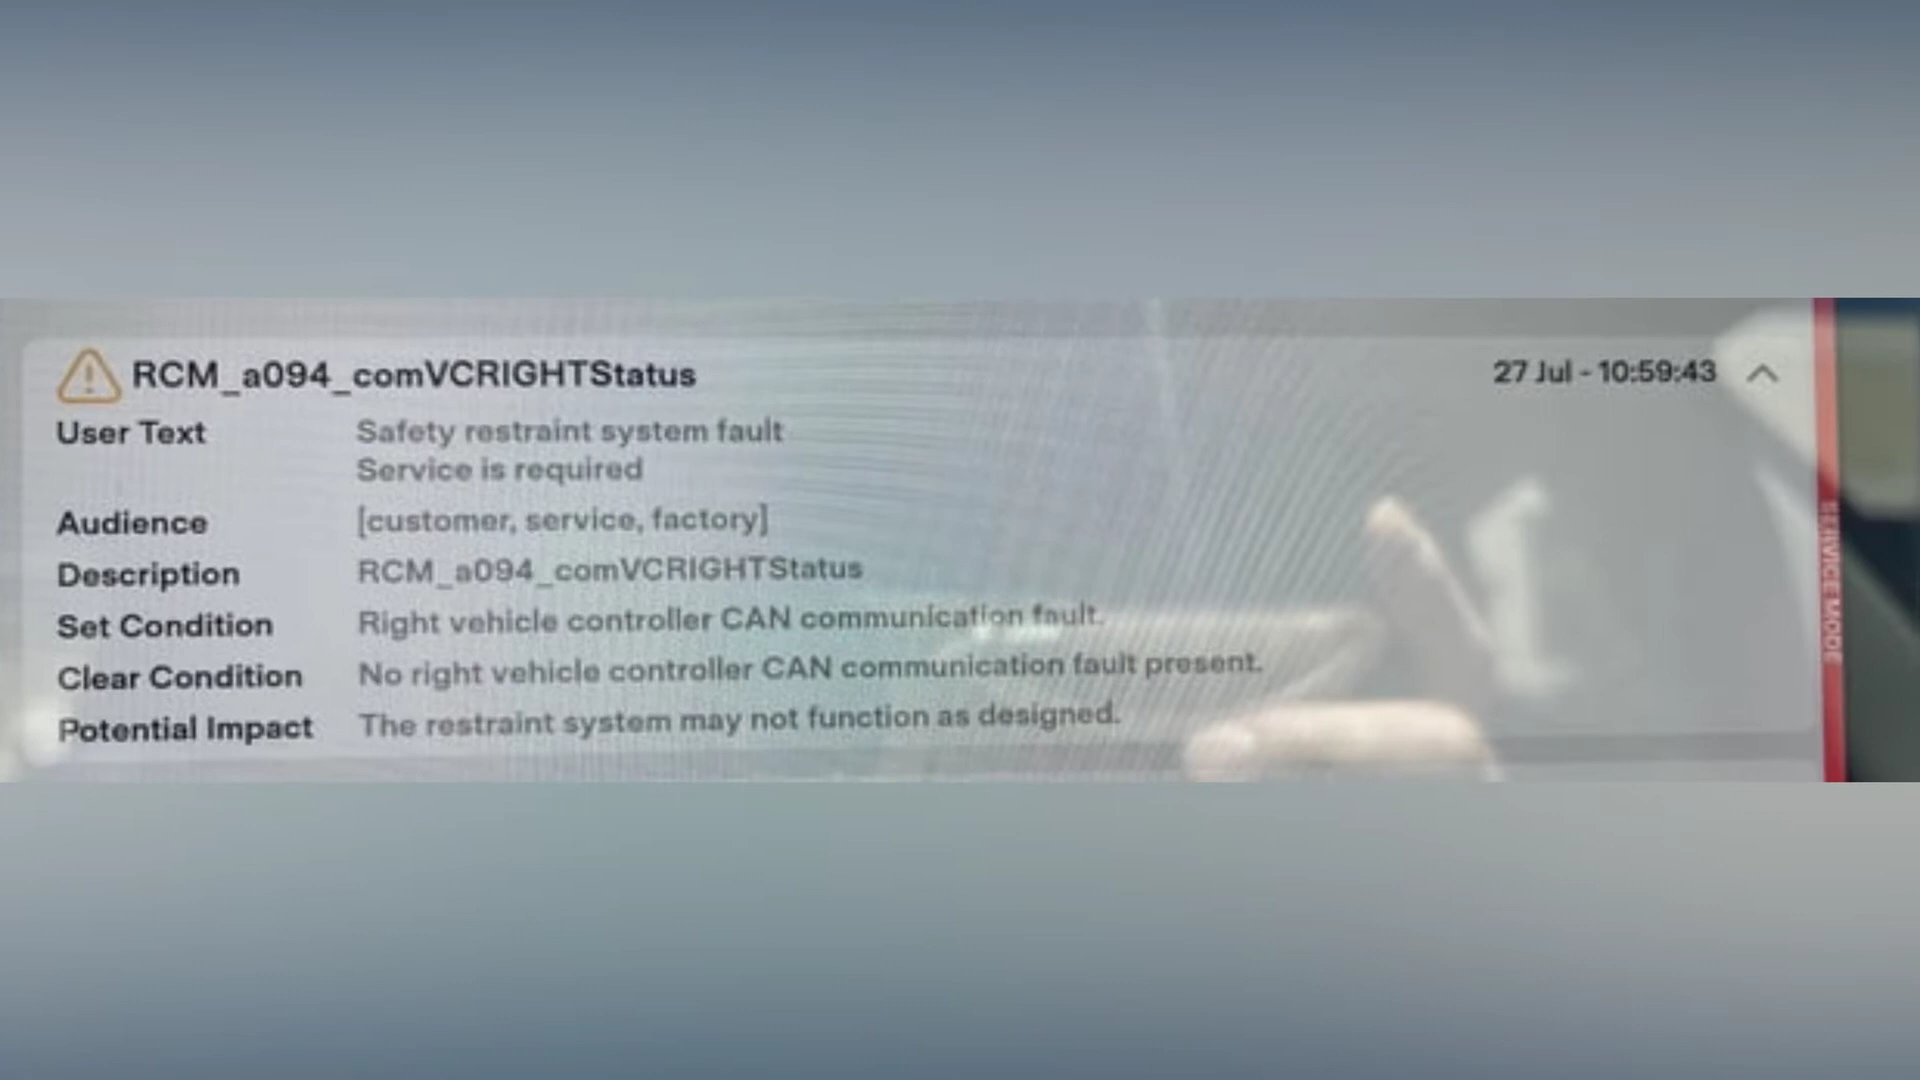 RCM_a094_comVCRIGHTStatus 27 Jul - 10:59:43
User Text Safety restraint system fault
Service is required
Audience [customer, service, factory]
Description RCM_a094_comVCRIGHTStatus
Set Condition Right vehicle controller CAN communication fault.
Clear Condition No right vehicle controller CAN communication fault present.
Potential Impact The restraint system may not function as designed.
SERVICE MODE